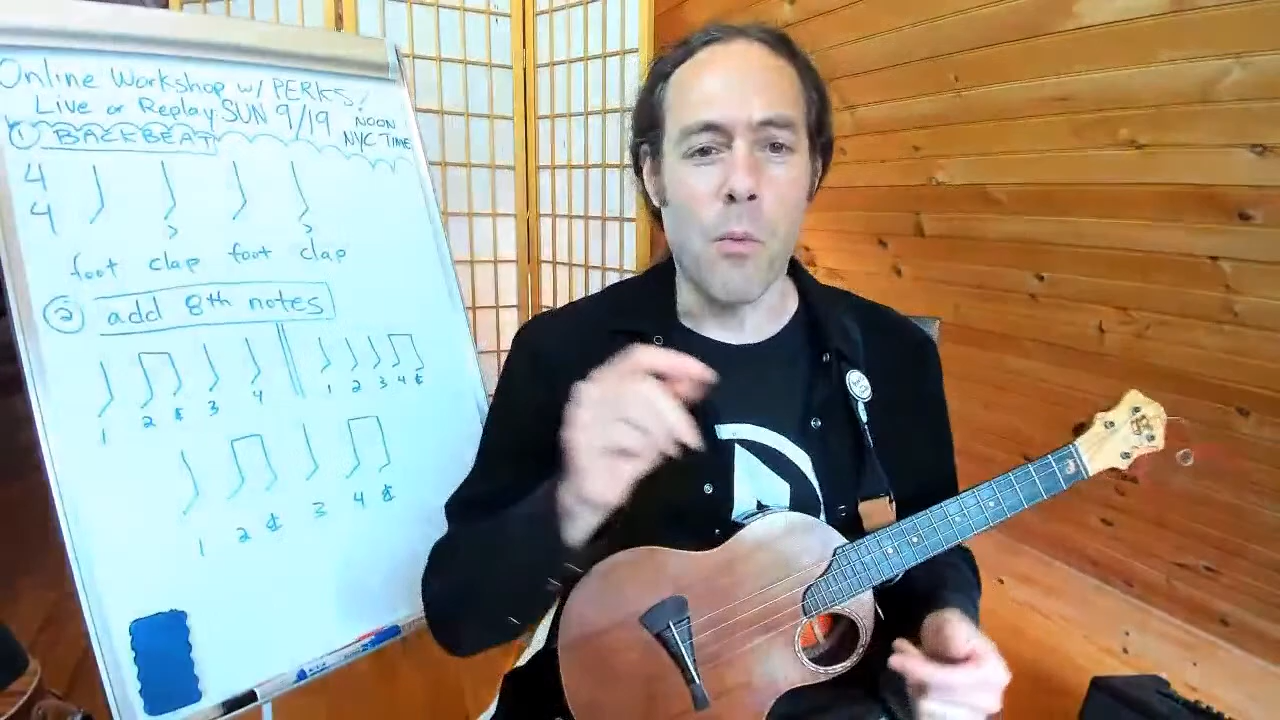 Online Workshop w/ PERKS!
Live or Replay SUN 9/19 NOON
NYC TIME
① BACKBEAT
4
4
foot clap foot clap
② add 8th notes
1 2 & 3 4 1 2 3 4 &
1 2 & 3 4 &